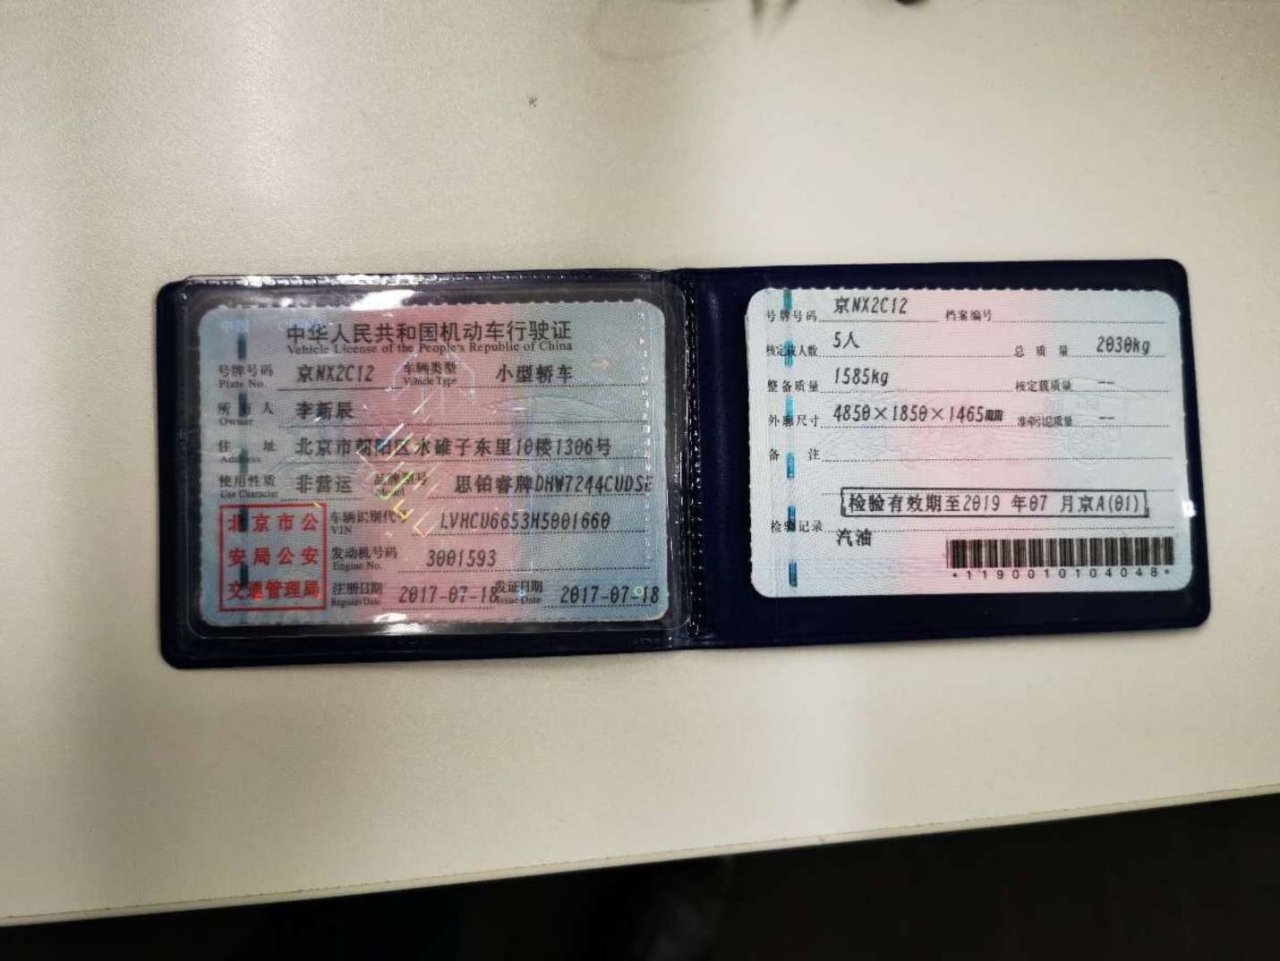 中华人民共和国机动车行驶证
Vehicle License of the People's Republic of China
号牌号码 京NX2C12 车辆类型 小型轿车
Plate No. Vehicle Type
所有人 李新辰
Owner
住址 北京市朝阳区水碓子东里10楼1306号
Address
使用性质 非营运 型号 思铂睿牌DHW7244CUDSE
Use Character
北京市公
安局公安
交通管理局
车辆识别代 LVHCU6653H5001660
VIN
发动机号码 3001593
Engine No.
注册日期 2017-07-18 发证日期 2017-07-18
Register Date Issue Date
号牌号码 京NX2C12 档案编号
核定载人数 5人 总质量 2030kg
整备质量 1585kg 核定载质量 --
外廓尺寸 4850×1850×1465 准牵引总质量 --
备注
检验有效期至2019 年07 月京A(01)
检验记录
汽油
*1190010104048*